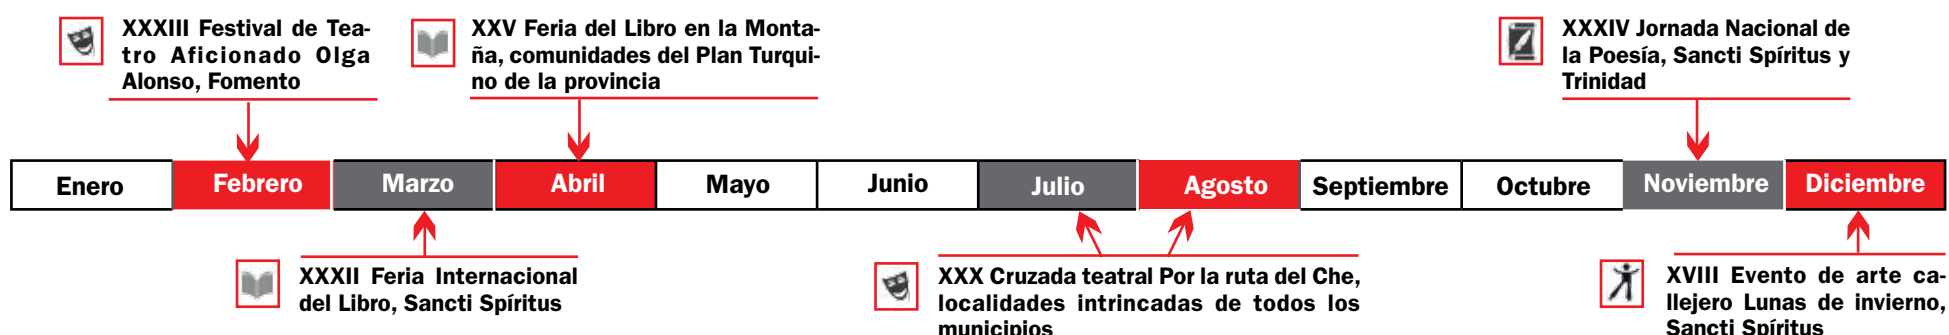 XXXIII Festival de Tea-
tro Aficionado Olga
Alonso, Fomento
XXV Feria del Libro en la Monta-
ña, comunidades del Plan Turqui-
no de la provincia
XXXIV Jornada Nacional de
la Poesía, Sancti Spíritus y
Trinidad
Enero
Febrero
Marzo
Abril
Mayo
Junio
Julio
Agosto
Septiembre
Octubre
Noviembre
Diciembre
XXXII Feria Internacional
del Libro, Sancti Spíritus
XXX Cruzada teatral Por la ruta del Che,
localidades intrincadas de todos los
municipios
XVIII Evento de arte ca-
llejero Lunas de invierno,
Sancti Spíritus